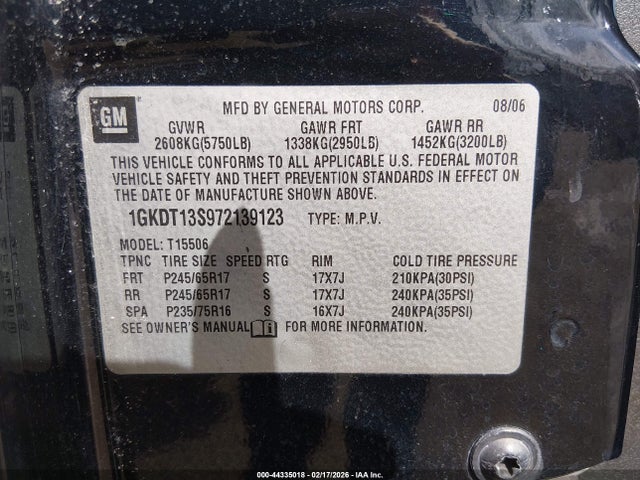 GM
MFD BY GENERAL MOTORS CORP. 08/06
GVWR GAWR FRT GAWR RR
2608KG(5750LB) 1338KG(2950LB) 1452KG(3200LB)
THIS VEHICLE CONFORMS TO ALL APPLICABLE U.S. FEDERAL MOTOR
VEHICLE SAFETY AND THEFT PREVENTION STANDARDS IN EFFECT ON
THE DATE OF MANUFACTURE SHOWN ABOVE.
1GKDT13S972139123 TYPE: M.P.V.
MODEL: T15506
TPNC TIRE SIZE SPEED RTG RIM COLD TIRE PRESSURE
FRT P245/65R17 S 17X7J 210KPA(30PSI)
RR P245/65R17 S 17X7J 240KPA(35PSI)
SPA P235/75R16 S 16X7J 240KPA(35PSI)
SEE OWNER'S MANUAL FOR MORE INFORMATION.
000-44335018 - 02/17/2026 - IAAI.com